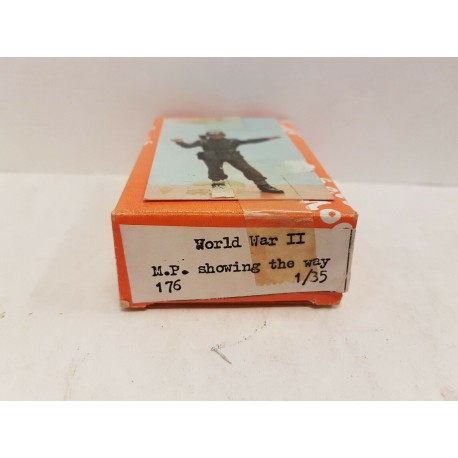 World War II
M.P. showing the way
176 1/35